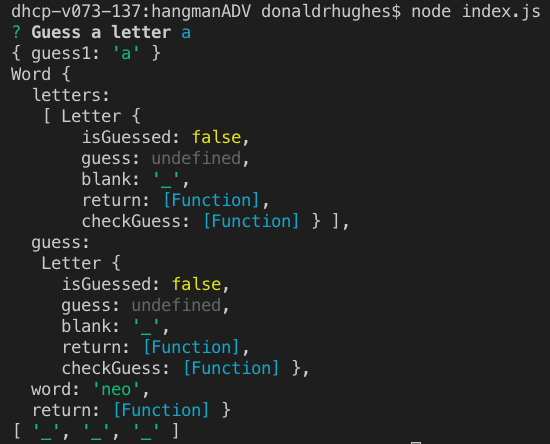 dhcp-v073-137:hangmanADV donaldrhughes$ node index.js
? Guess a letter a
{ guess1: 'a' }
Word {
  letters:
   [ Letter {
       isGuessed: false,
       guess: undefined,
       blank: '_',
       return: [Function],
       checkGuess: [Function] } ],
  guess:
   Letter {
     isGuessed: false,
     guess: undefined,
     blank: '_',
     return: [Function],
     checkGuess: [Function] },
  word: 'neo',
  return: [Function] }
[ '_', '_', '_' ]